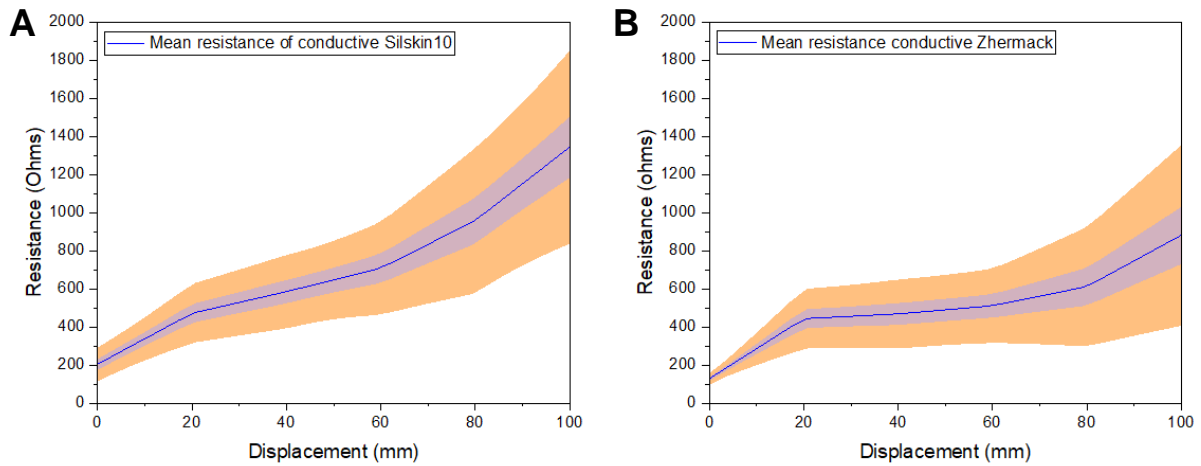 A
Mean resistance of conductive Silskin10
Resistance (Ohms)
2000
1800
1600
1400
1200
1000
800
600
400
200
0
0 20 40 60 80 100
Displacement (mm)
B
Mean resistance conductive Zhermack
Resistance (ohms)
2000
1800
1600
1400
1200
1000
800
600
400
200
0
0 20 40 60 80 100
Displacement (mm)